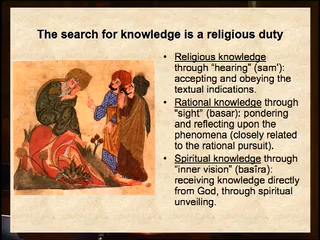 The search for knowledge is a religious duty
• Religious knowledge
through “hearing” (sam‘):
accepting and obeying the
textual indications.
• Rational knowledge through
“sight” (basar): pondering
and reflecting upon the
phenomena (closely related
to the rational pursuit).
• Spiritual knowledge through
“inner vision” (basîra):
receiving knowledge directly
from God, through spiritual
unveiling.